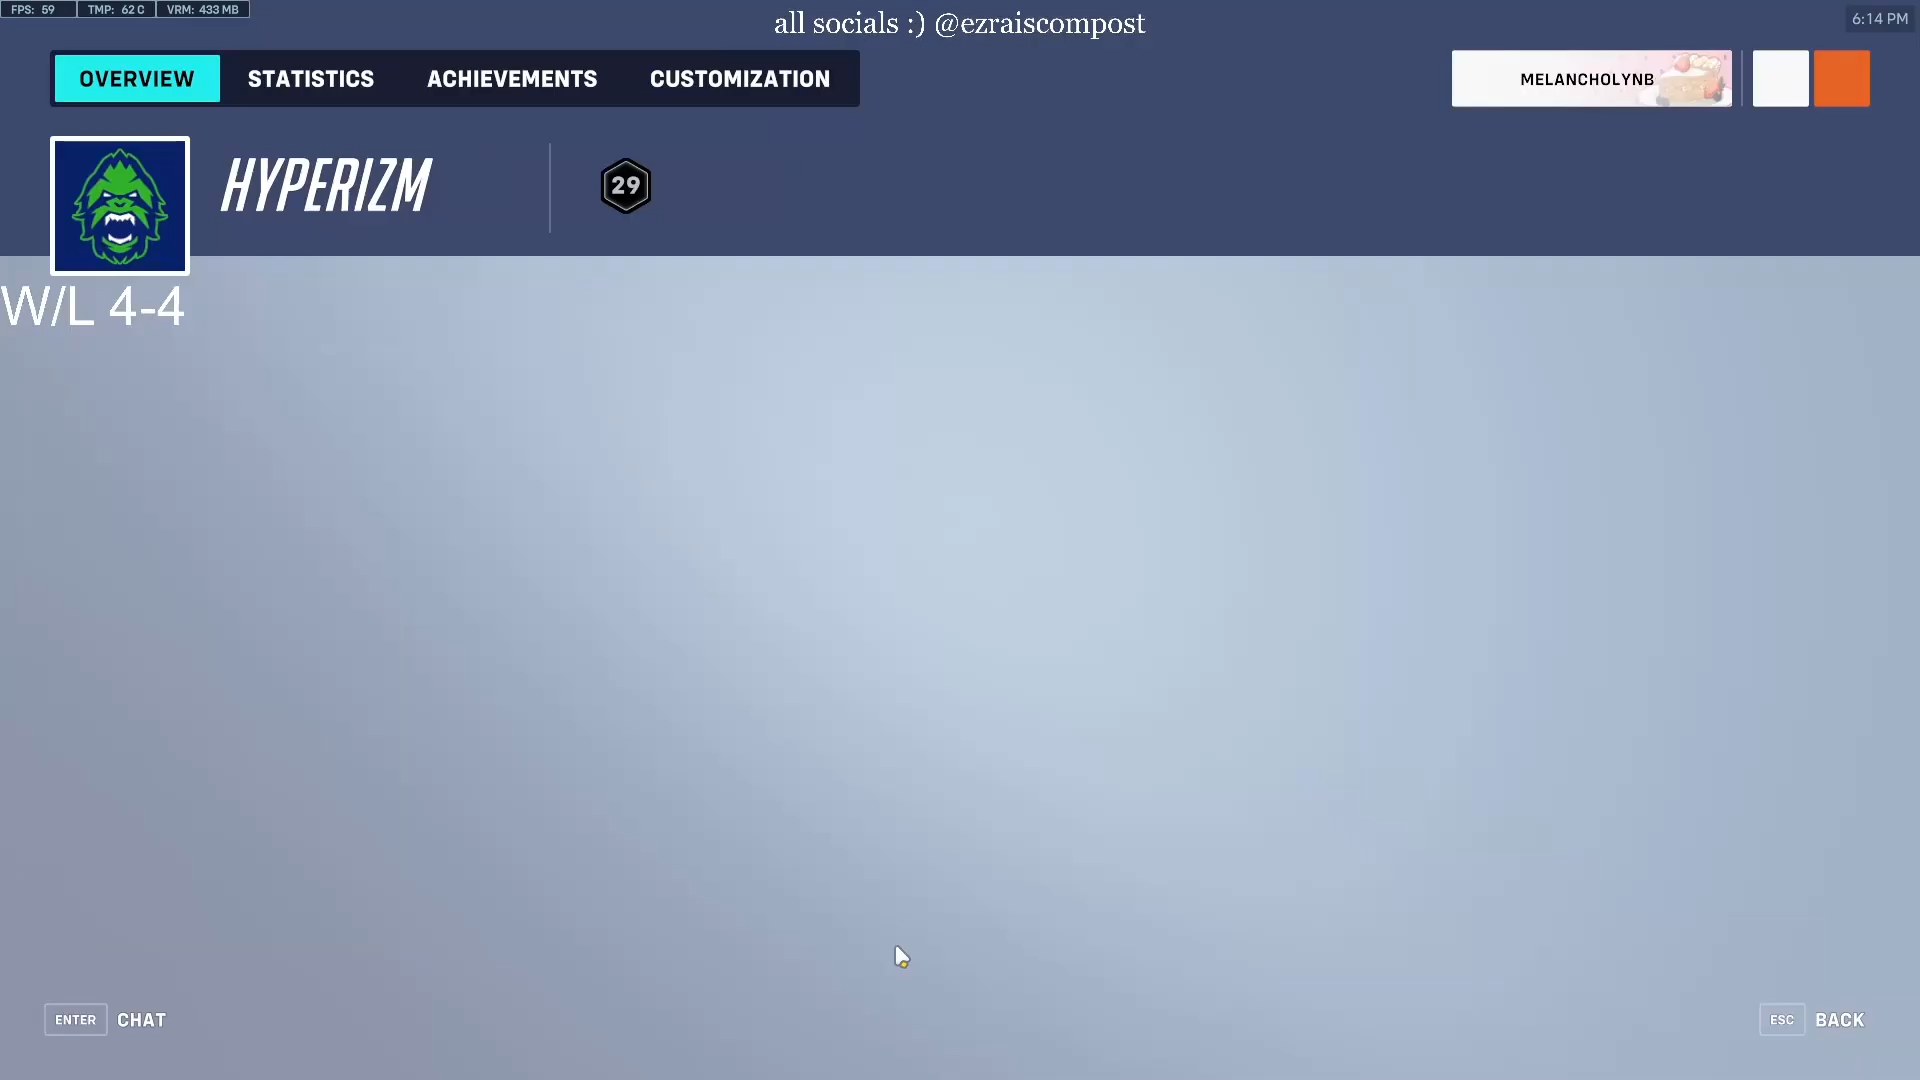 FPS: 59 TMP: 62 C VRM: 433 MB
all socials :) @ezraiscompost
6:14 PM
OVERVIEW STATISTICS ACHIEVEMENTS CUSTOMIZATION
MELANCHOLYNB
HYPERIZM
29
W/L 4-4
ENTER CHAT
ESC BACK